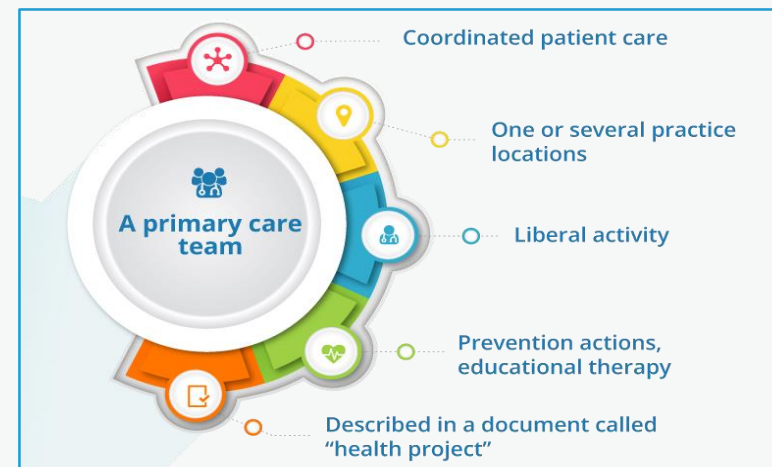 Coordinated patient care
One or several practice
locations
A primary care
team
Liberal activity
Prevention actions,
educational therapy
Described in a document called
“health project”